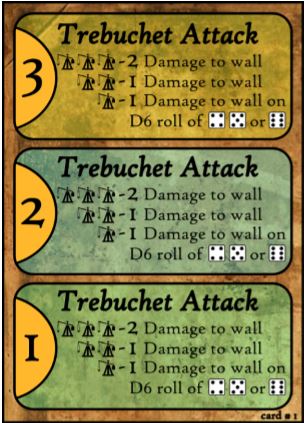 3
Trebuchet Attack
-2 Damage to wall
-1 Damage to wall
-1 Damage to wall on
D6 roll of or
2
Trebuchet Attack
-2 Damage to wall
-1 Damage to wall
-1 Damage to wall on
D6 roll of or
1
Trebuchet Attack
-2 Damage to wall
-1 Damage to wall
-1 Damage to wall on
D6 roll of or
card #1